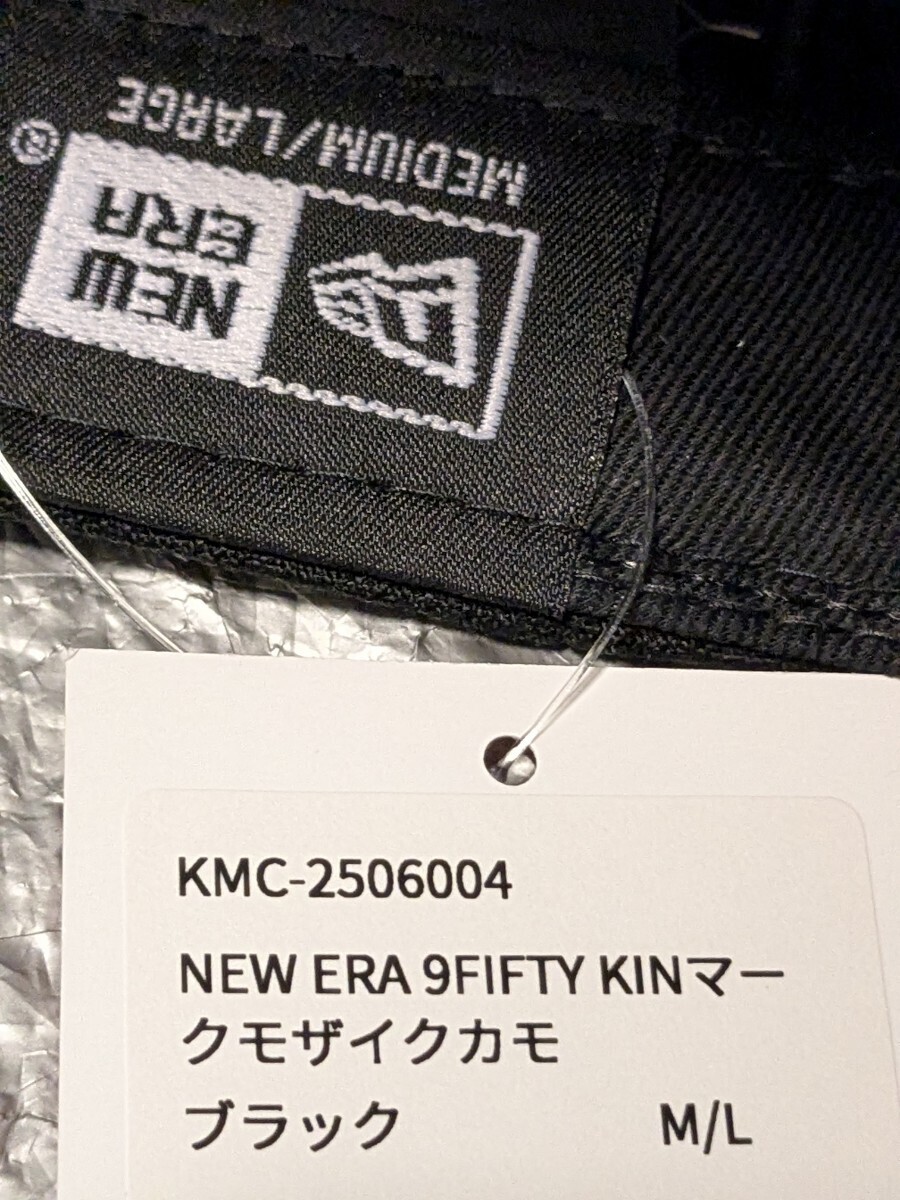 MEDIUM/LARGE
NEW
ERA
®
KMC-2506004
NEW ERA 9FIFTY KINマー
クモザイクカモ
ブラック M/L